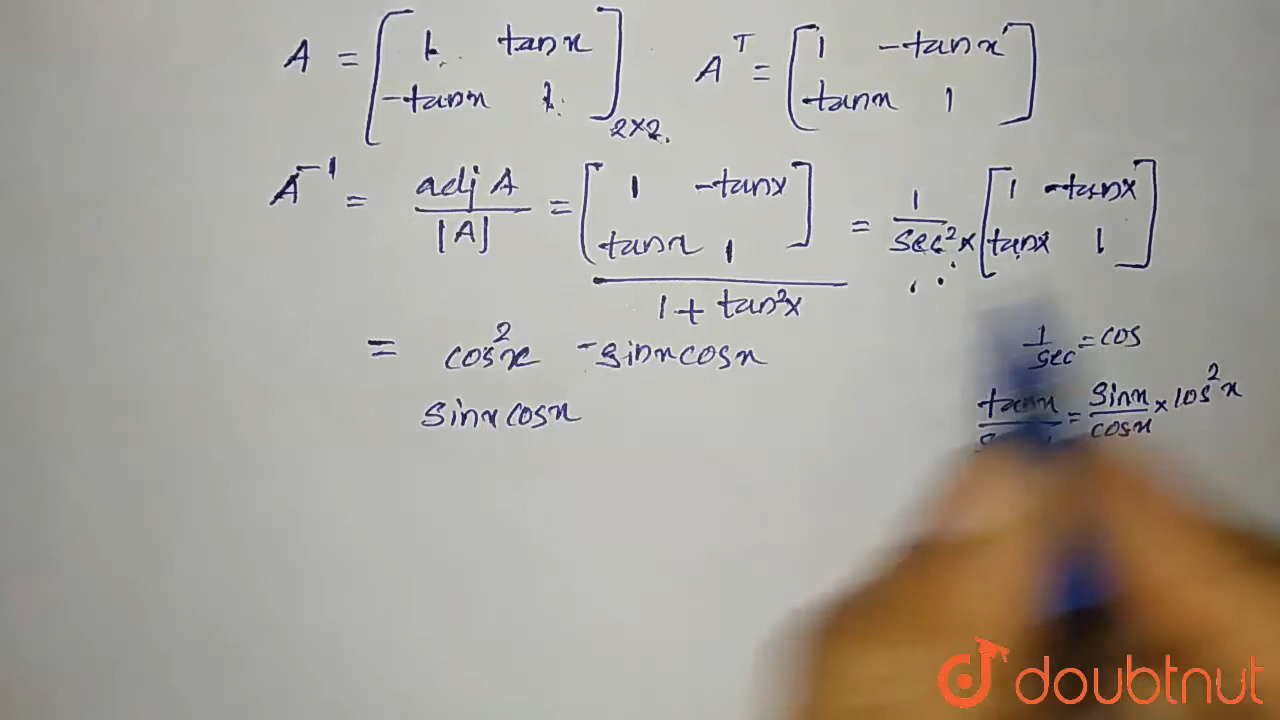 A = [ 1 tanx
-tanx 1 ] 2×2.
A^T = [ 1 -tanx
tanx 1 ]
A^-1 = adj A / |A| = [ 1 -tanx
tanx 1 ] / 1 + tan²x = 1 / sec²x [ 1 -tanx
tanx 1 ]
= cos²x -sinxcosx
sinxcosx
1 / sec = cos
tanx / = sinx / cosx × cos²x
doubtnut